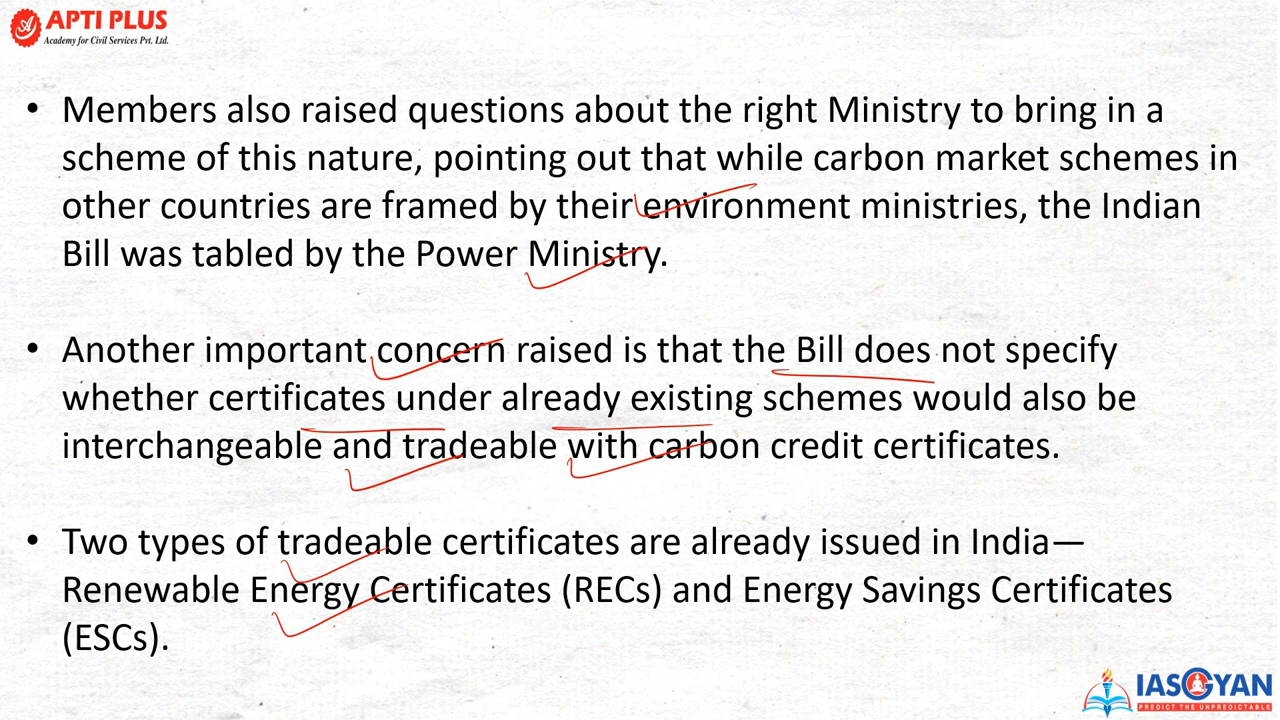 APTI PLUS
Academy for Civil Services Pvt. Ltd.
• Members also raised questions about the right Ministry to bring in a
scheme of this nature, pointing out that while carbon market schemes in
other countries are framed by their environment ministries, the Indian
Bill was tabled by the Power Ministry.
• Another important concern raised is that the Bill does not specify
whether certificates under already existing schemes would also be
interchangeable and tradeable with carbon credit certificates.
• Two types of tradeable certificates are already issued in India—
Renewable Energy Certificates (RECs) and Energy Savings Certificates
(ESCs).
IASGYAN
PREDICT THE UNPREDICTABLE